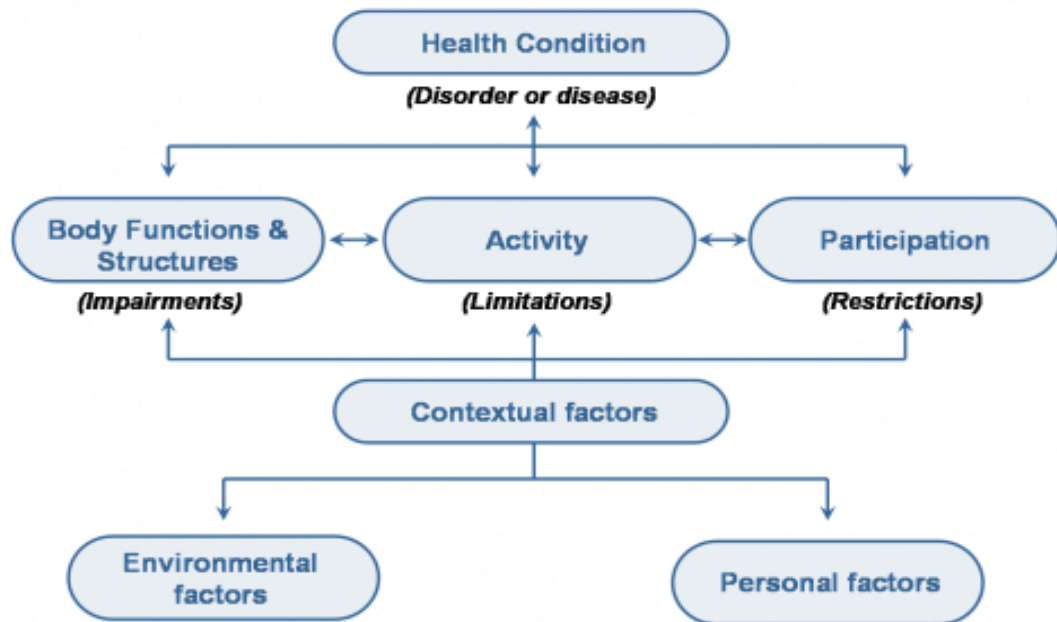 Health Condition
(Disorder or disease)
Body Functions &
Structures
Activity
Participation
(Impairments)
(Limitations)
(Restrictions)
Contextual factors
Environmental
factors
Personal factors